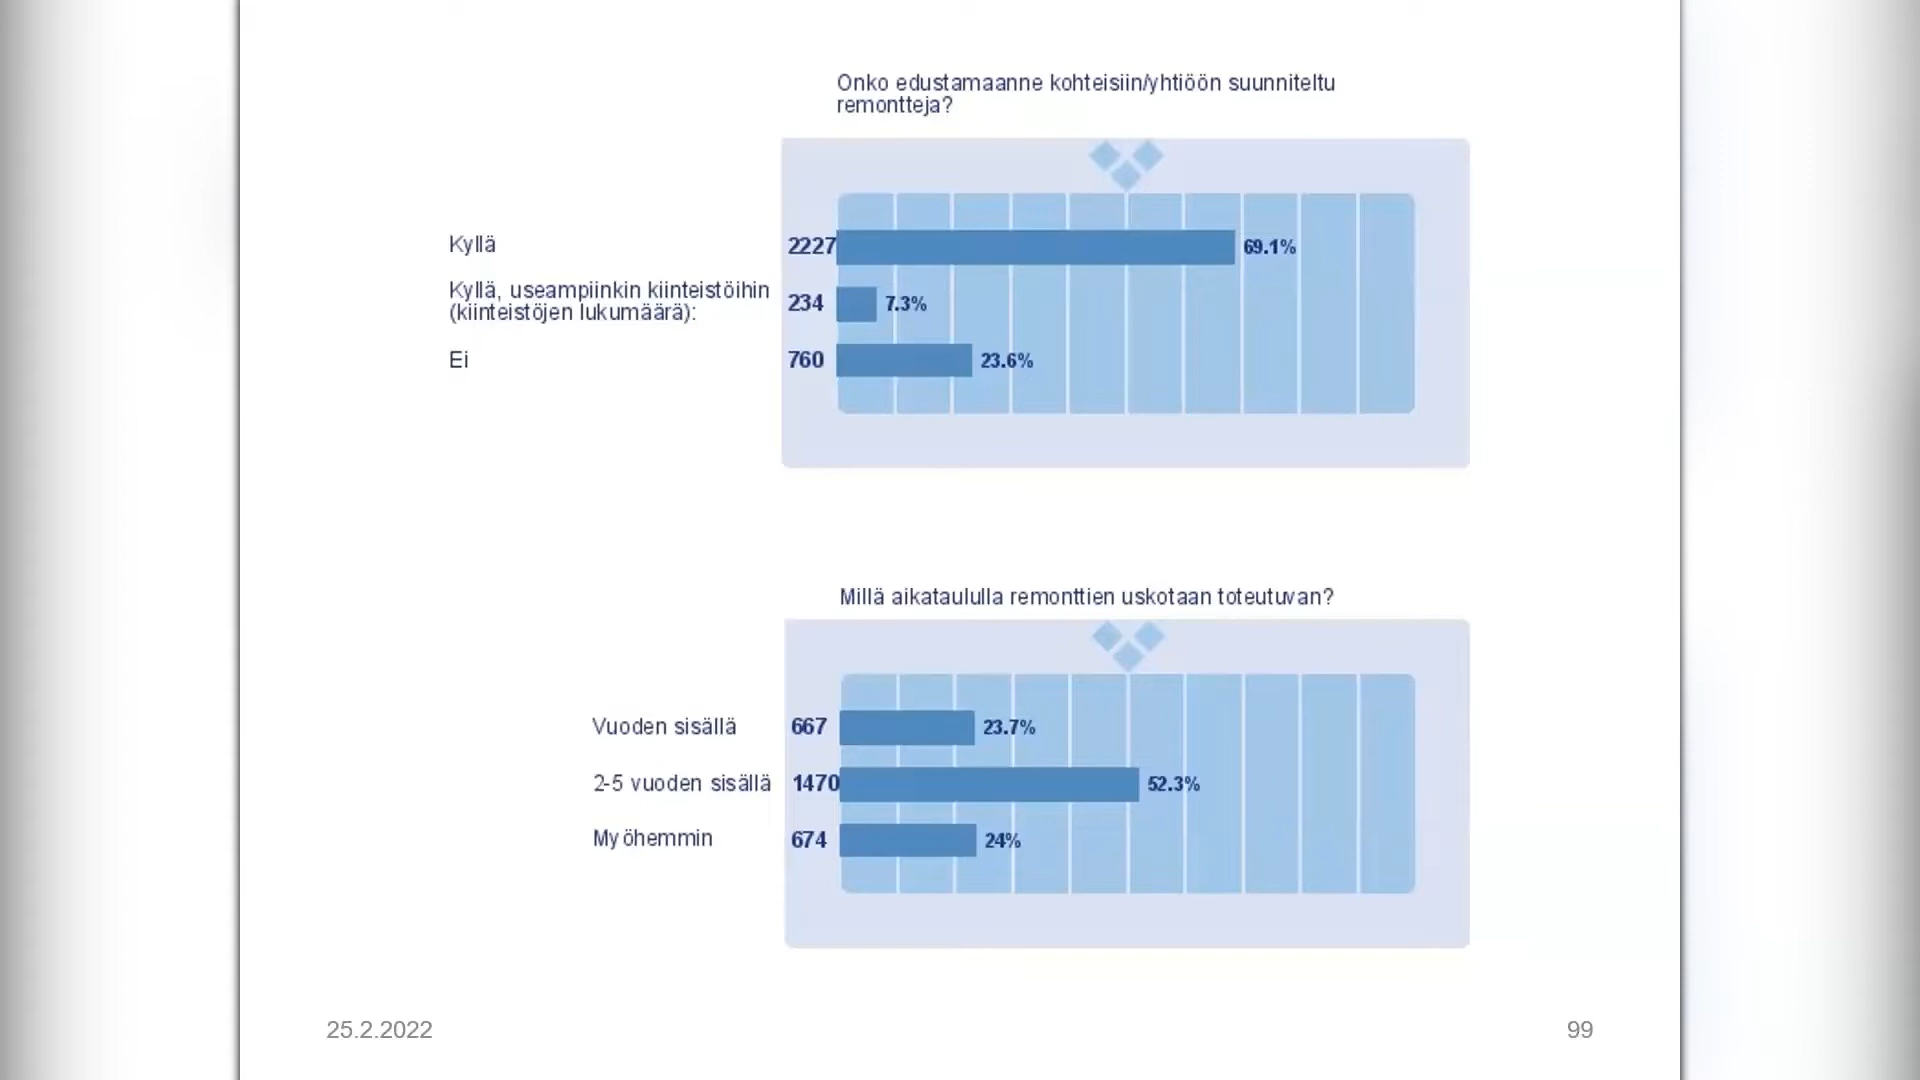 Onko edustamaanne kohteisiin/yhtiöön suunniteltu
remontteja?
Kyllä 2227 69.1%
Kyllä, useampiinkin kiinteistöihin
(kiinteistöjen lukumäärä): 234 7.3%
Ei 760 23.6%
Millä aikataululla remonttien uskotaan toteutuvan?
Vuoden sisällä 667 23.7%
2-5 vuoden sisällä 1470 52.3%
Myöhemmin 674 24%
25.2.2022 99